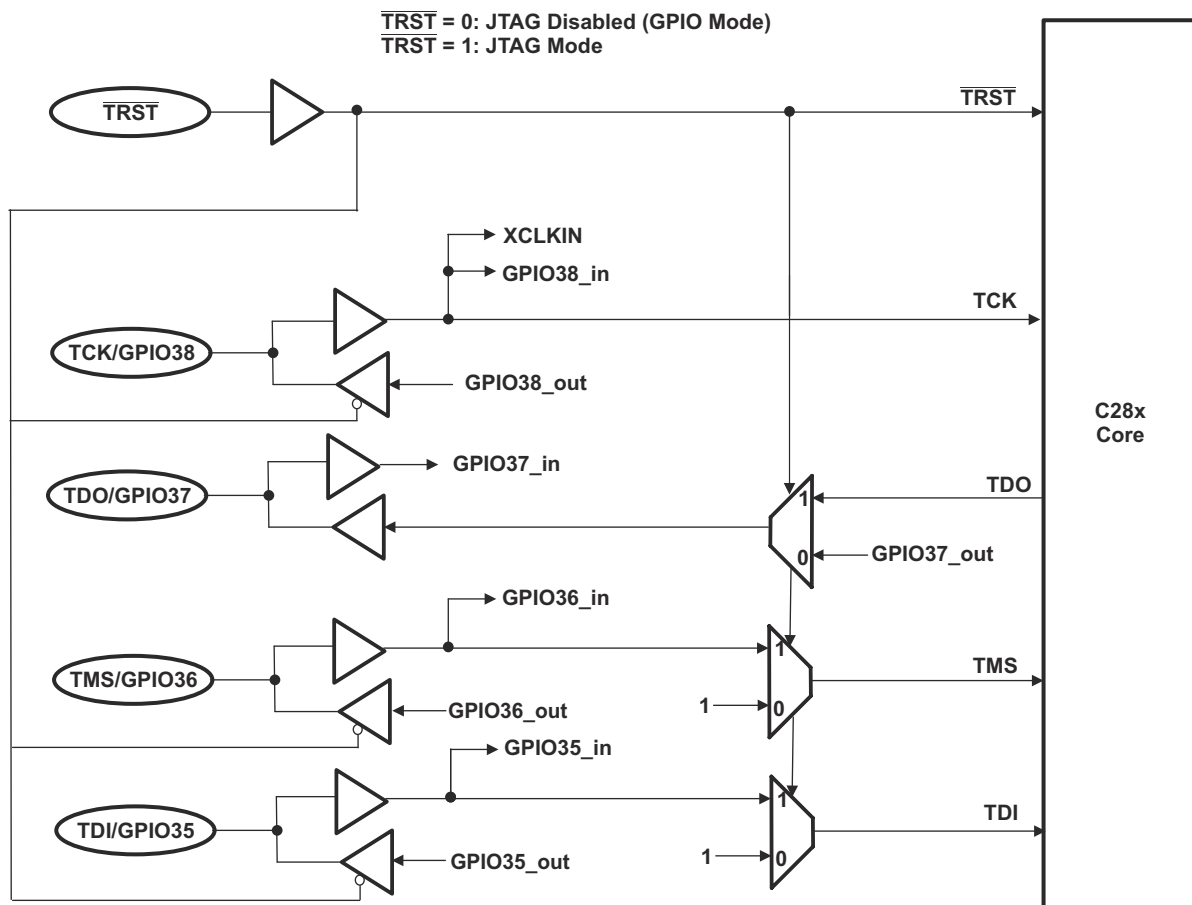 TRST = 0: JTAG Disabled (GPIO Mode)
TRST = 1: JTAG Mode
TRST
TRST
XCLKIN
GPIO38_in
TCK
TCK/GPIO38
GPIO38_out
C28x
Core
GPIO37_in
TDO/GPIO37
1
TDO
0
GPIO37_out
GPIO36_in
1
TMS/GPIO36
TMS
GPIO36_out
1
0
GPIO35_in
1
TDI/GPIO35
TDI
GPIO35_out
1
0